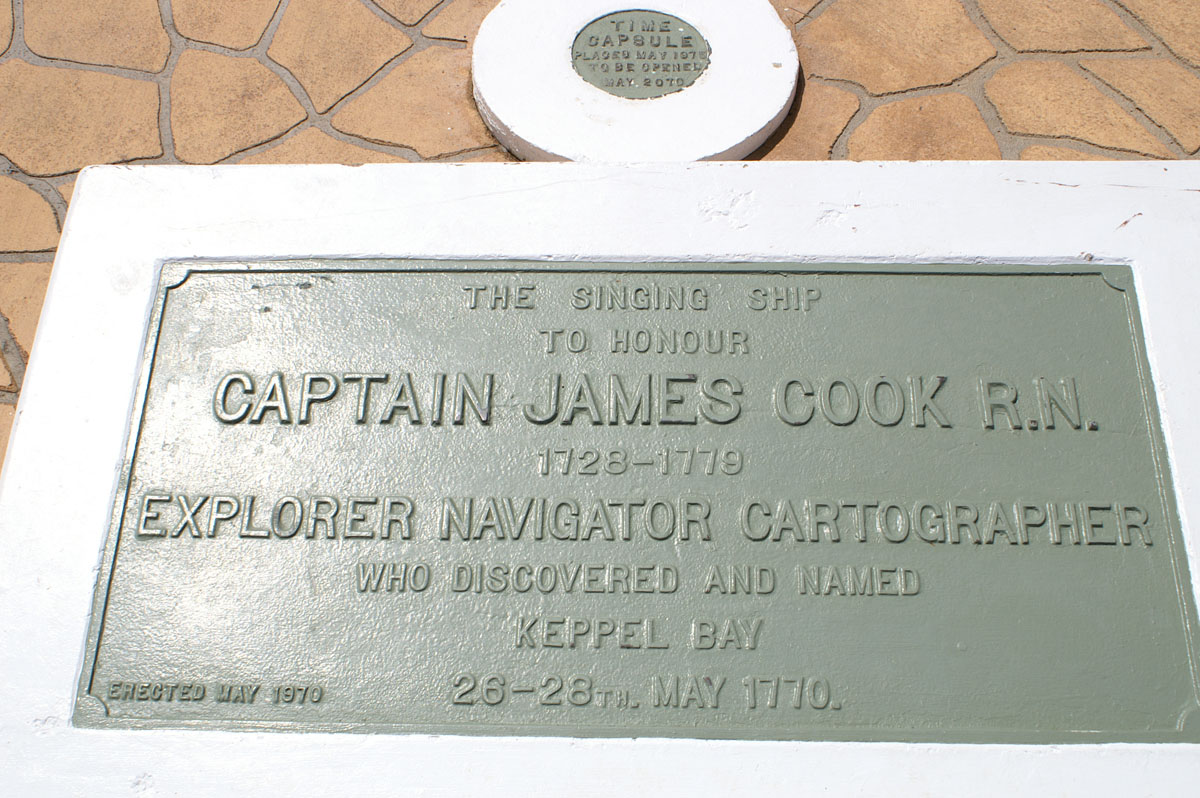 TIME
CAPSULE
PLACED MAY 1970
TO BE OPENED
MAY 2070
THE SINGING SHIP
TO HONOUR
CAPTAIN JAMES COOK R.N.
1728-1779
EXPLORER NAVIGATOR CARTOGRAPHER
WHO DISCOVERED AND NAMED
KEPPEL BAY
26-28TH. MAY 1770.
ERECTED MAY 1970